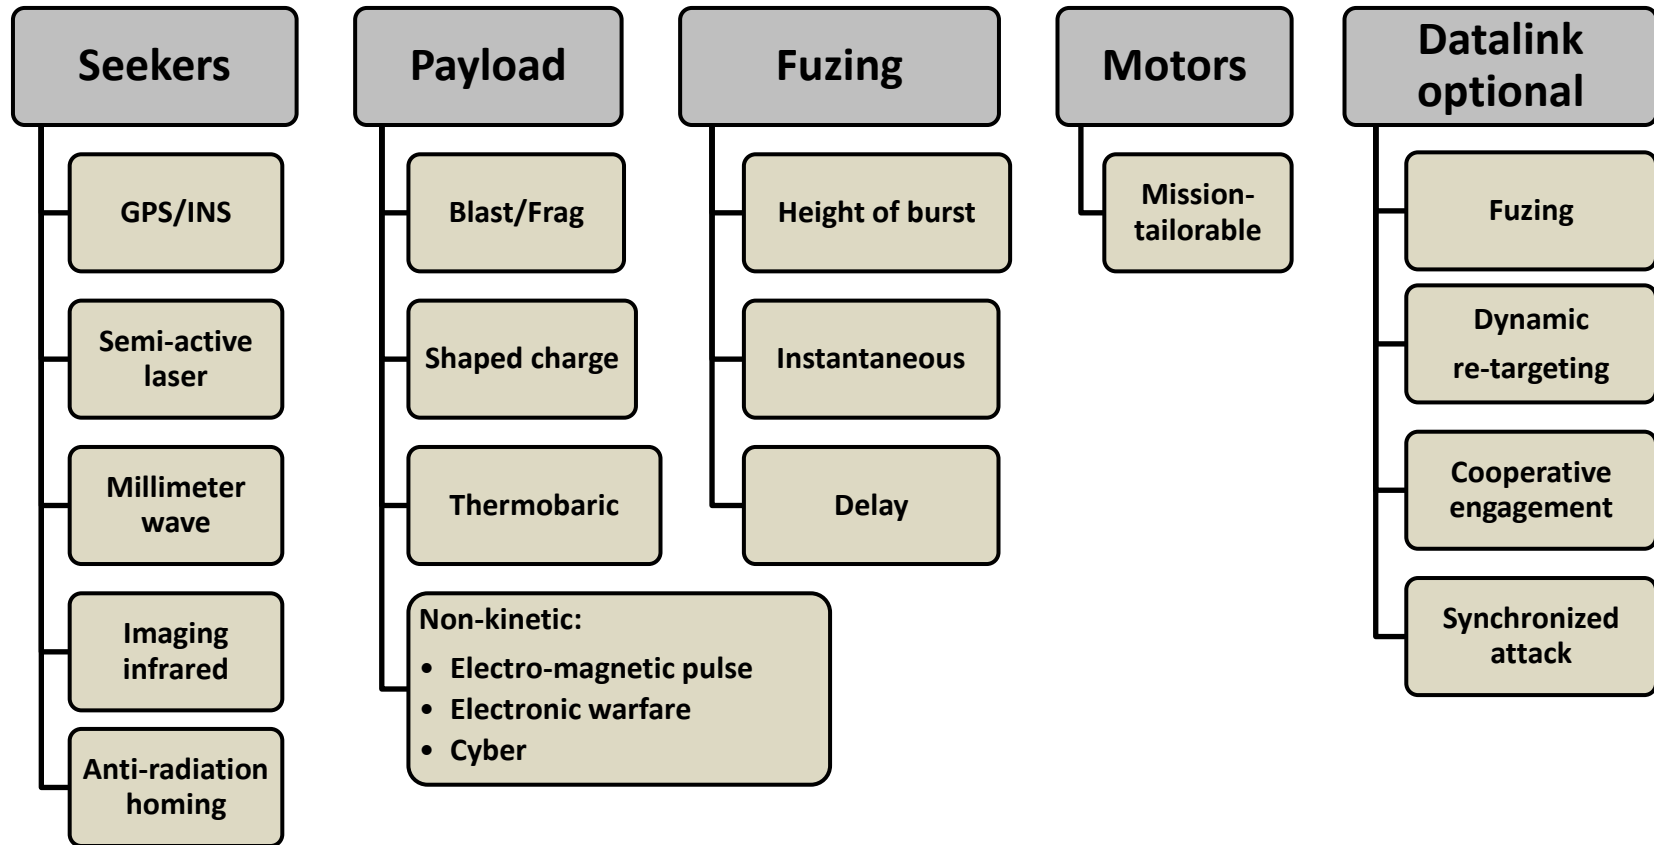 Seekers
GPS/INS
Semi-active
laser
Millimeter
wave
Imaging
infrared
Anti-radiation
homing
Payload
Blast/Frag
Shaped charge
Thermobaric
Non-kinetic:
• Electro-magnetic pulse
• Electronic warfare
• Cyber
Fuzing
Height of burst
Instantaneous
Delay
Motors
Mission-
tailorable
Datalink
optional
Fuzing
Dynamic
re-targeting
Cooperative
engagement
Synchronized
attack